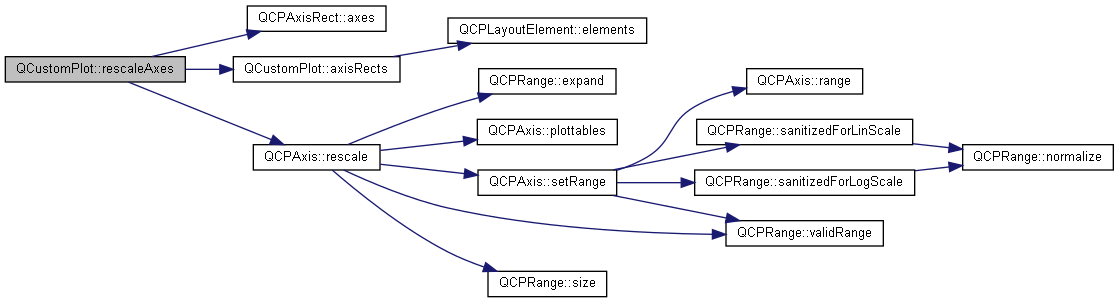 QCPAxisRect::axes
QCPLayoutElement::elements
QCustomPlot::rescaleAxes
QCustomPlot::axisRects
QCPRange::expand
QCPAxis::range
QCPAxis::plottables
QCPRange::sanitizedForLinScale
QCPAxis::rescale
QCPRange::normalize
QCPAxis::setRange
QCPRange::sanitizedForLogScale
QCPRange::validRange
QCPRange::size